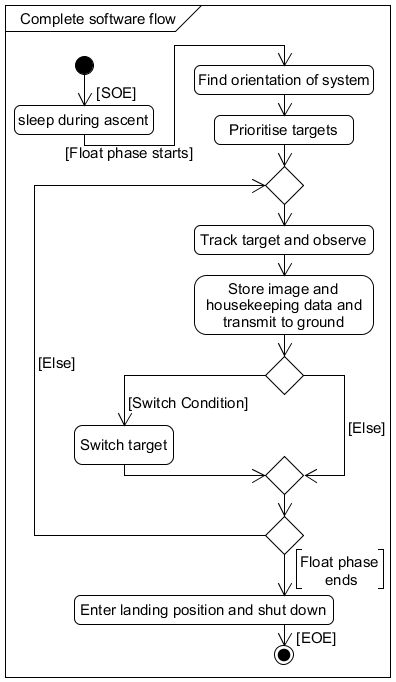 Complete software flow
[SOE]
sleep during ascent
[Float phase starts]
Find orientation of system
Prioritise targets
Track target and observe
Store image and
housekeeping data and
transmit to ground
[Else]
[Switch Condition]
[Else]
Switch target
[Float phase
ends]
Enter landing position and shut down
[EOE]